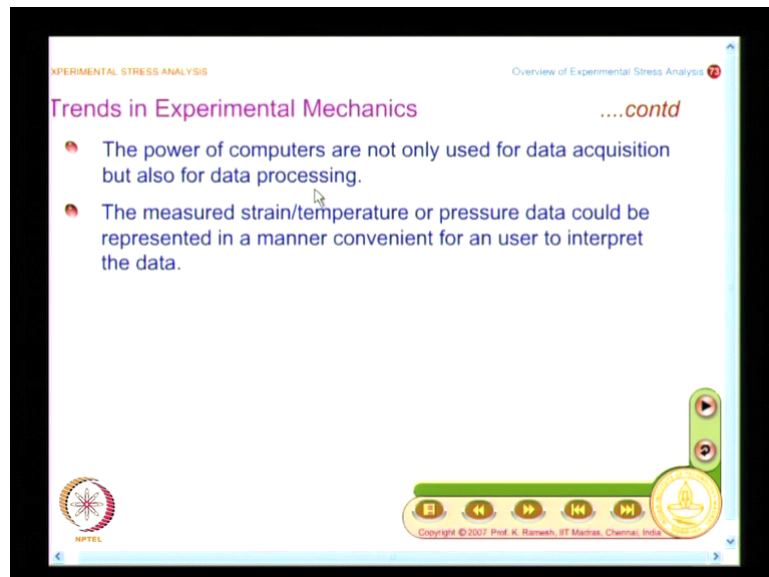 XPERIMENTAL STRESS ANALYSIS
Overview of Experimental Stress Analysis 73
Trends in Experimental Mechanics ....contd
The power of computers are not only used for data acquisition
but also for data processing.
The measured strain/temperature or pressure data could be
represented in a manner convenient for an user to interpret
the data.
NPTEL
Copyright © 2007 Prof. K. Ramesh, IIT Madras, Chennai, India